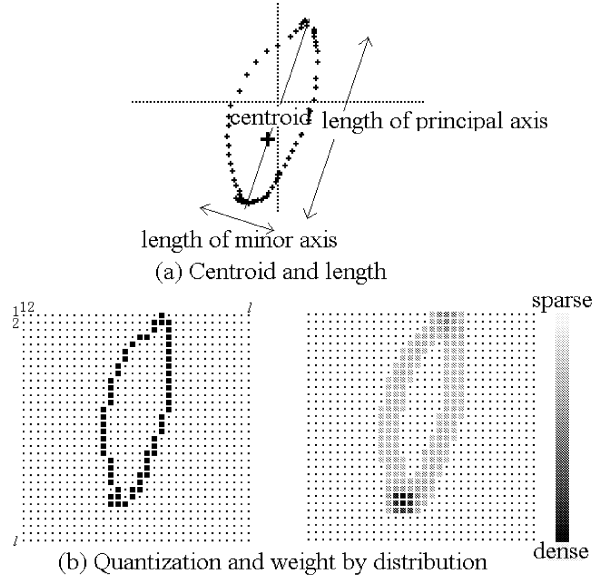 centroid
length of principal axis
length of minor axis
(a) Centroid and length
1 2 l
1
2
l
sparse
dense
(b) Quantization and weight by distribution